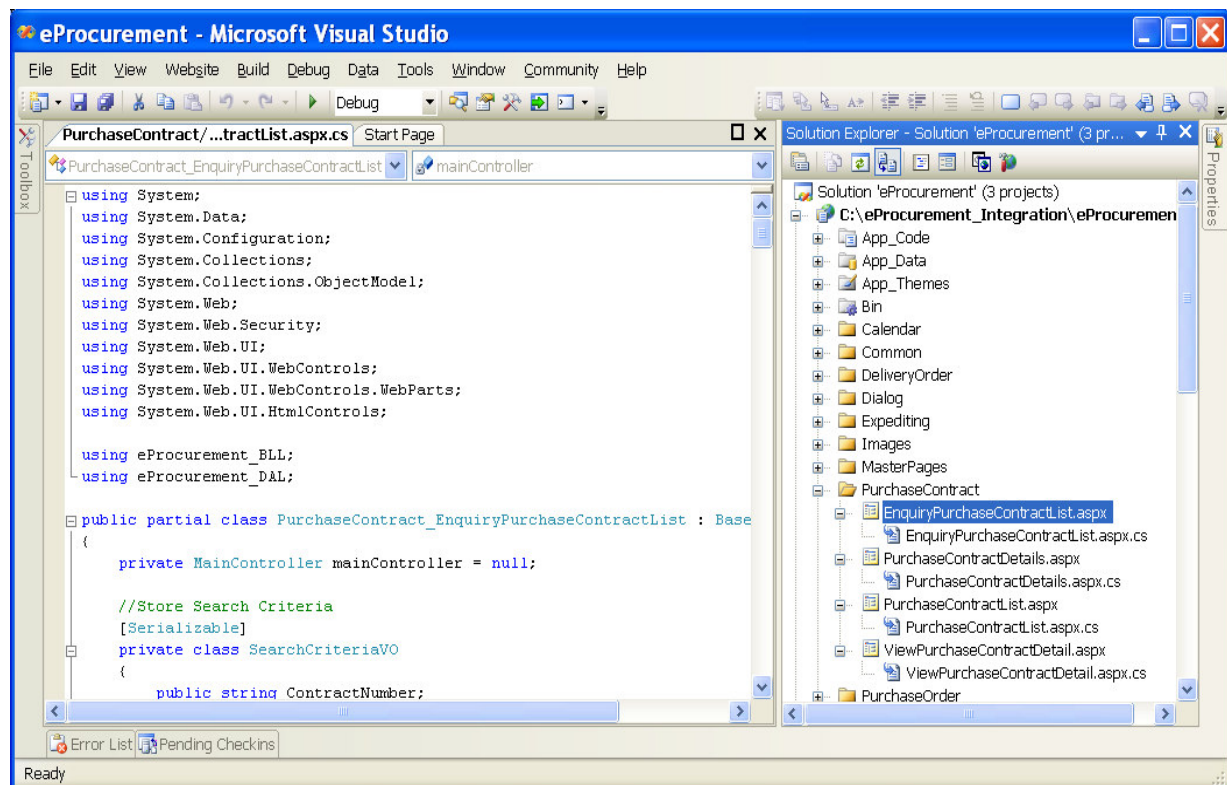 eProcurement - Microsoft Visual Studio
File Edit View Website Build Debug Data Tools Window Community Help
Debug
Toolbox
PurchaseContract/...tractList.aspx.cs Start Page
PurchaseContract_EnquiryPurchaseContractList mainController
using System;
using System.Data;
using System.Configuration;
using System.Collections;
using System.Collections.ObjectModel;
using System.Web;
using System.Web.Security;
using System.Web.UI;
using System.Web.UI.WebControls;
using System.Web.UI.WebControls.WebParts;
using System.Web.UI.HtmlControls;
using eProcurement_BLL;
using eProcurement_DAL;
public partial class PurchaseContract_EnquiryPurchaseContractList : Base
{
private MainController mainController = null;
//Store Search Criteria
[Serializable]
private class SearchCriteriaVO
{
public string ContractNumber;
Solution Explorer - Solution 'eProcurement' (3 pr...
Solution 'eProcurement' (3 projects)
C:\eProcurement_Integration\eProcuremen
App_Code
App_Data
App_Themes
Bin
Calendar
Common
DeliveryOrder
Dialog
Expediting
Images
MasterPages
PurchaseContract
EnquiryPurchaseContractList.aspx
EnquiryPurchaseContractList.aspx.cs
PurchaseContractDetails.aspx
PurchaseContractDetails.aspx.cs
PurchaseContractList.aspx
PurchaseContractList.aspx.cs
ViewPurchaseContractDetail.aspx
ViewPurchaseContractDetail.aspx.cs
PurchaseOrder
Properties
Error List Pending Checkins
Ready